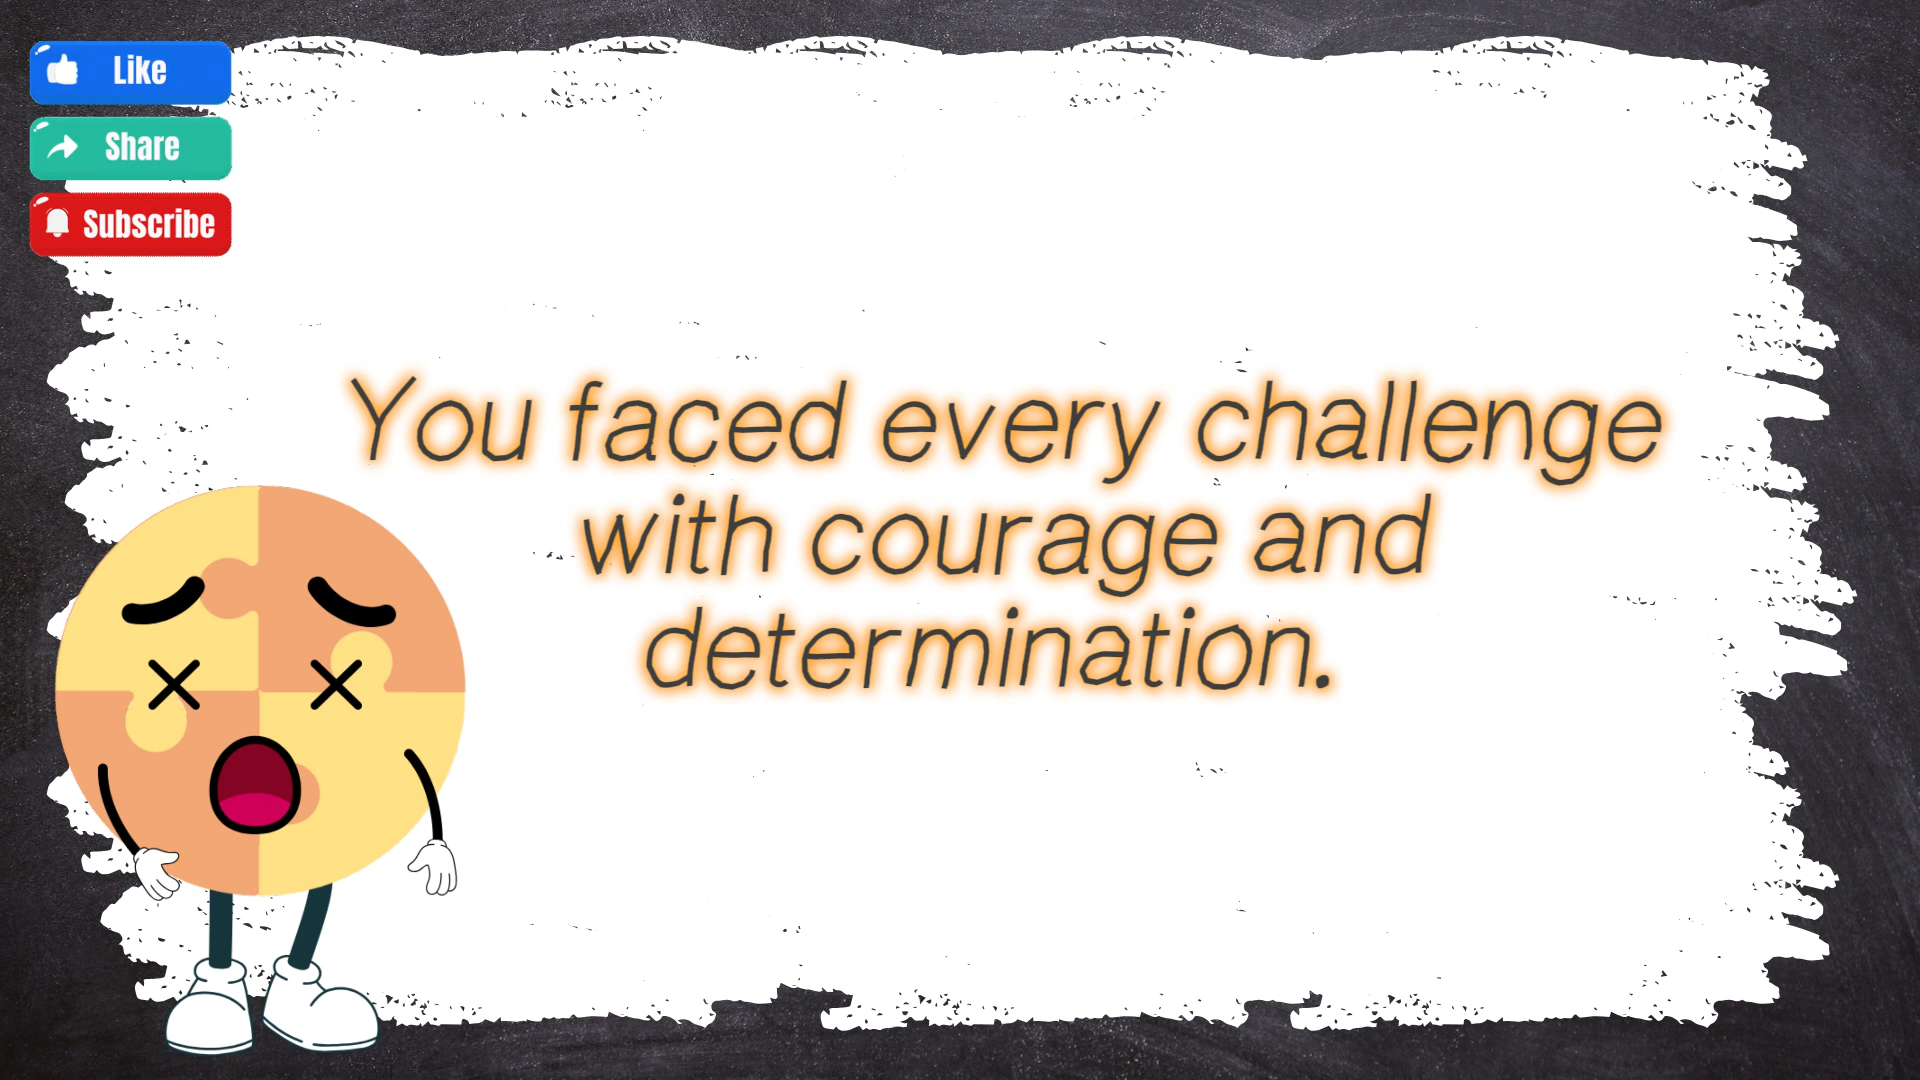 Like
Share
Subscribe
You faced every challenge
with courage and
determination.